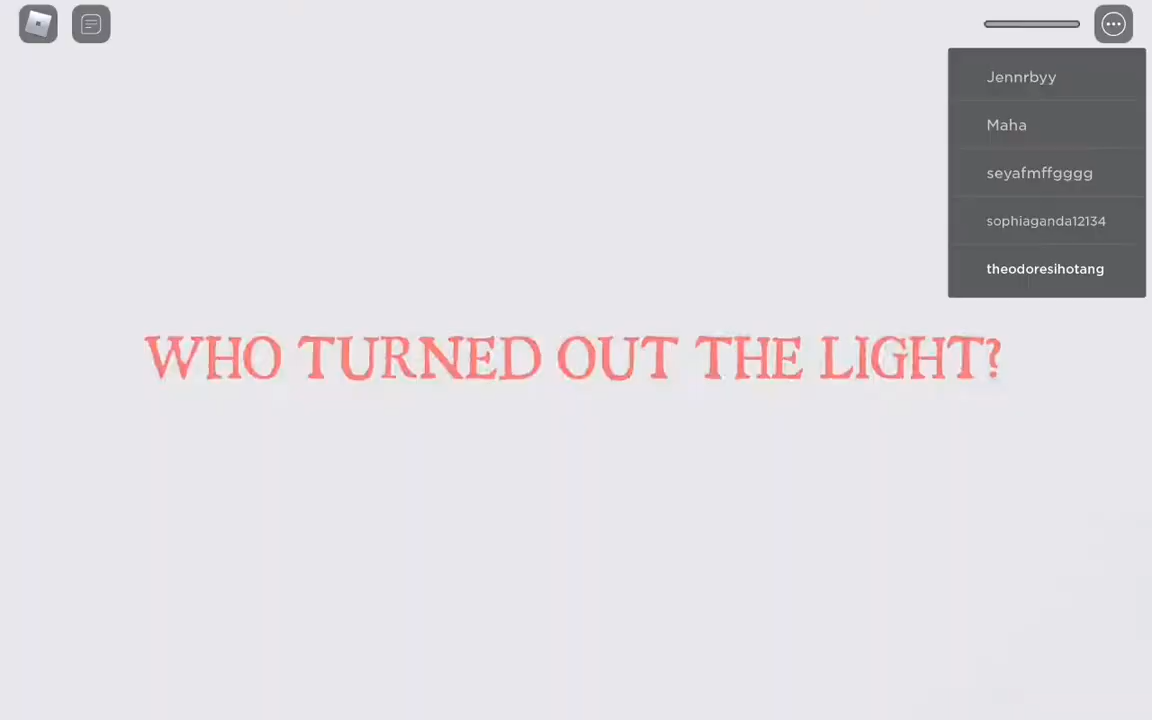 Jennrbyy
Maha
seyafmffgggg
sophiaganda12134
theodoresihotang
WHO TURNED OUT THE LIGHT?